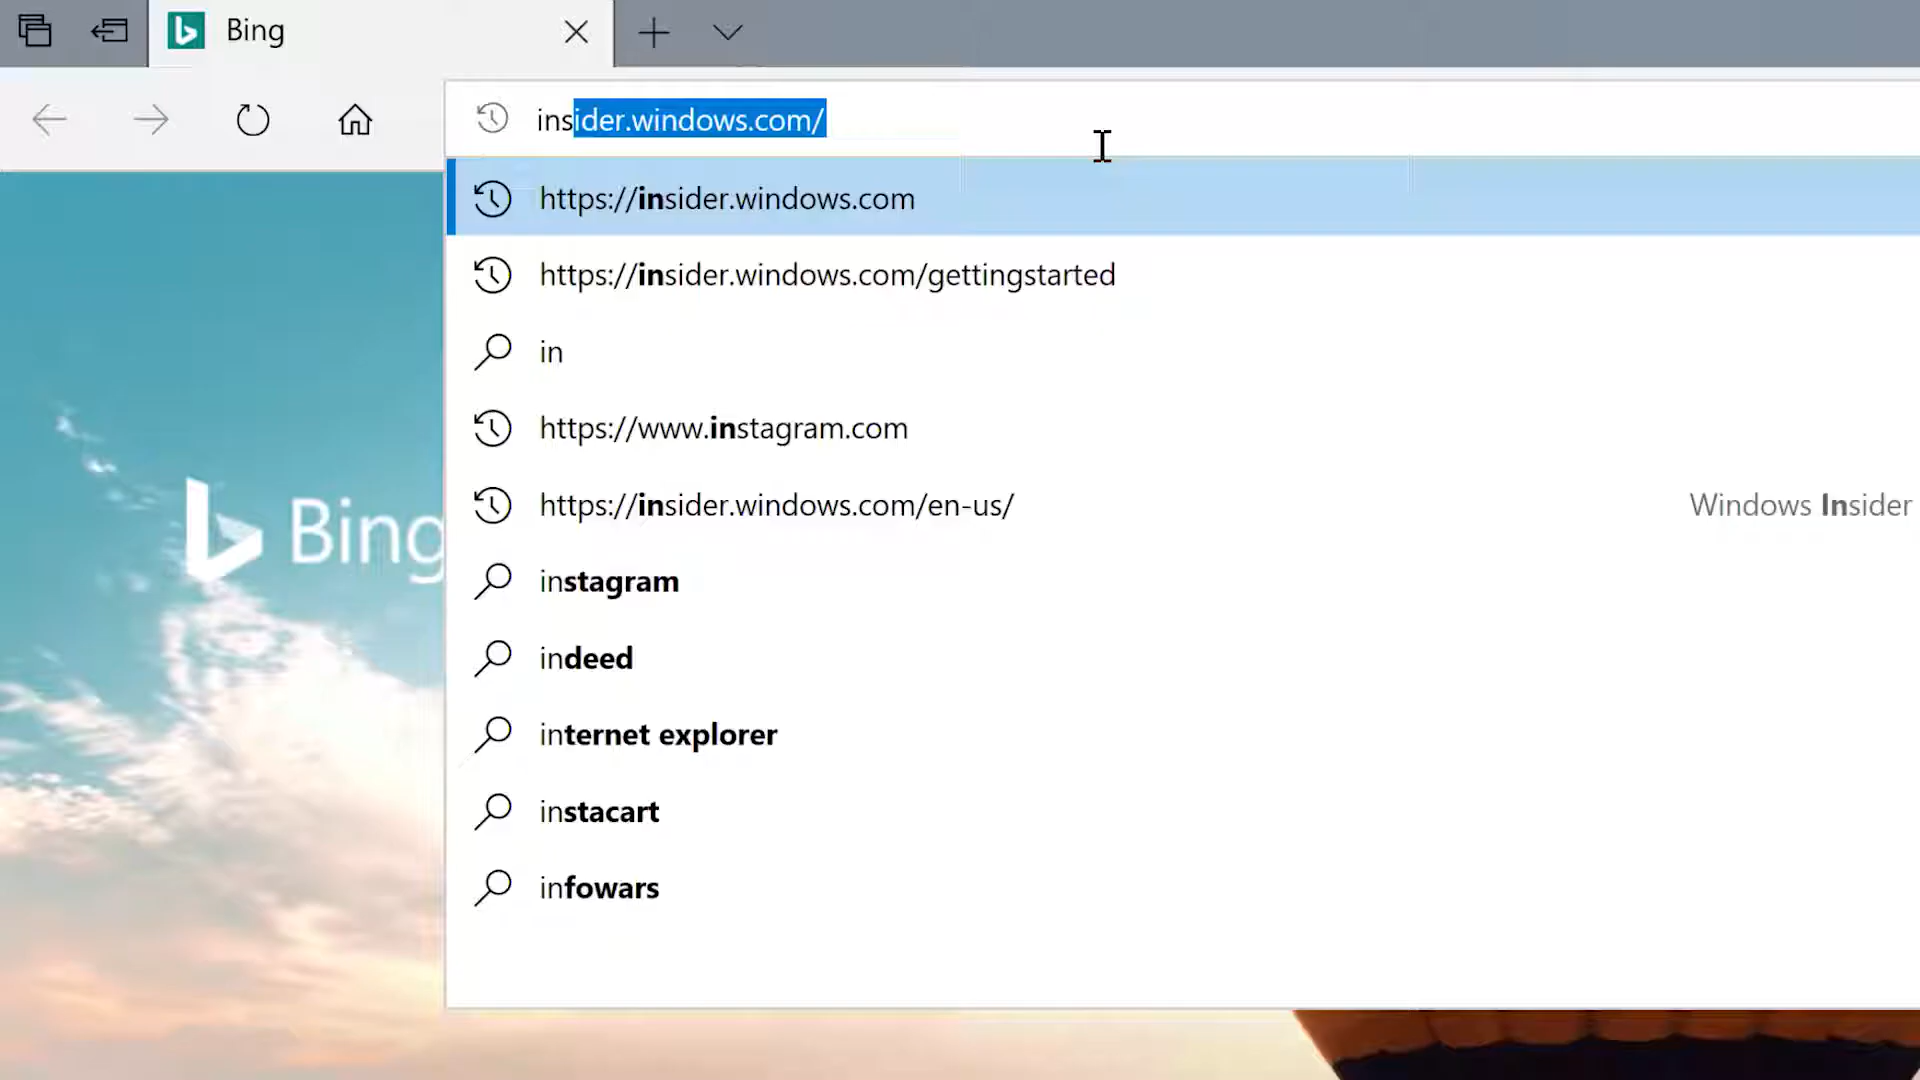 Bing
insider.windows.com/
https://insider.windows.com
https://insider.windows.com/gettingstarted
in
https://www.instagram.com
https://insider.windows.com/en-us/ Windows Insider
Bing
instagram
indeed
internet explorer
instacart
infowars